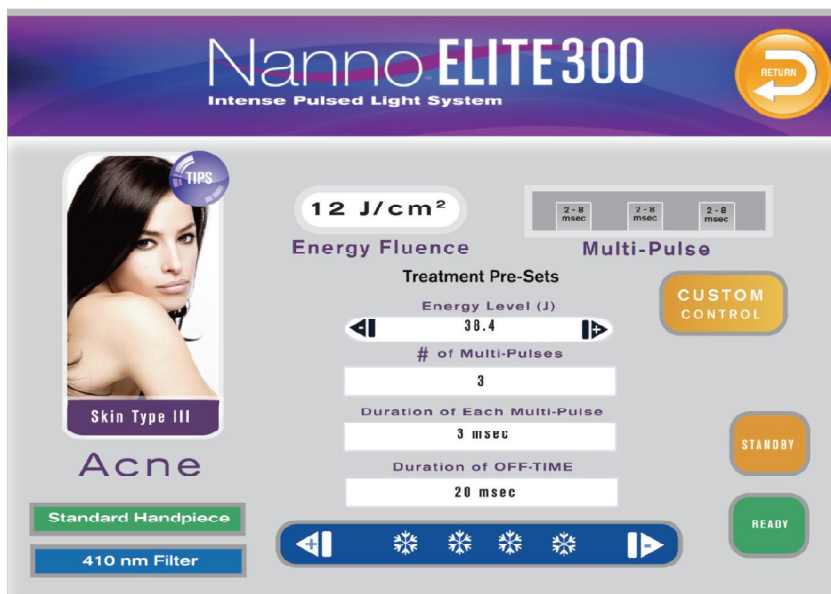 Nanno ELITE300
Intense Pulsed Light System
RETURN
TIPS
Skin Type III
Acne
Standard Handpiece
410 nm Filter
12 J/cm²
Energy Fluence
2 - 8 msec
2 - 8 msec
2 - 8 msec
Multi-Pulse
Treatment Pre-Sets
Energy Level (J)
- 38.4 +
# of Multi-Pulses
3
Duration of Each Multi-Pulse
3 msec
Duration of OFF-TIME
20 msec
+ -
CUSTOM
CONTROL
STANDBY
READY